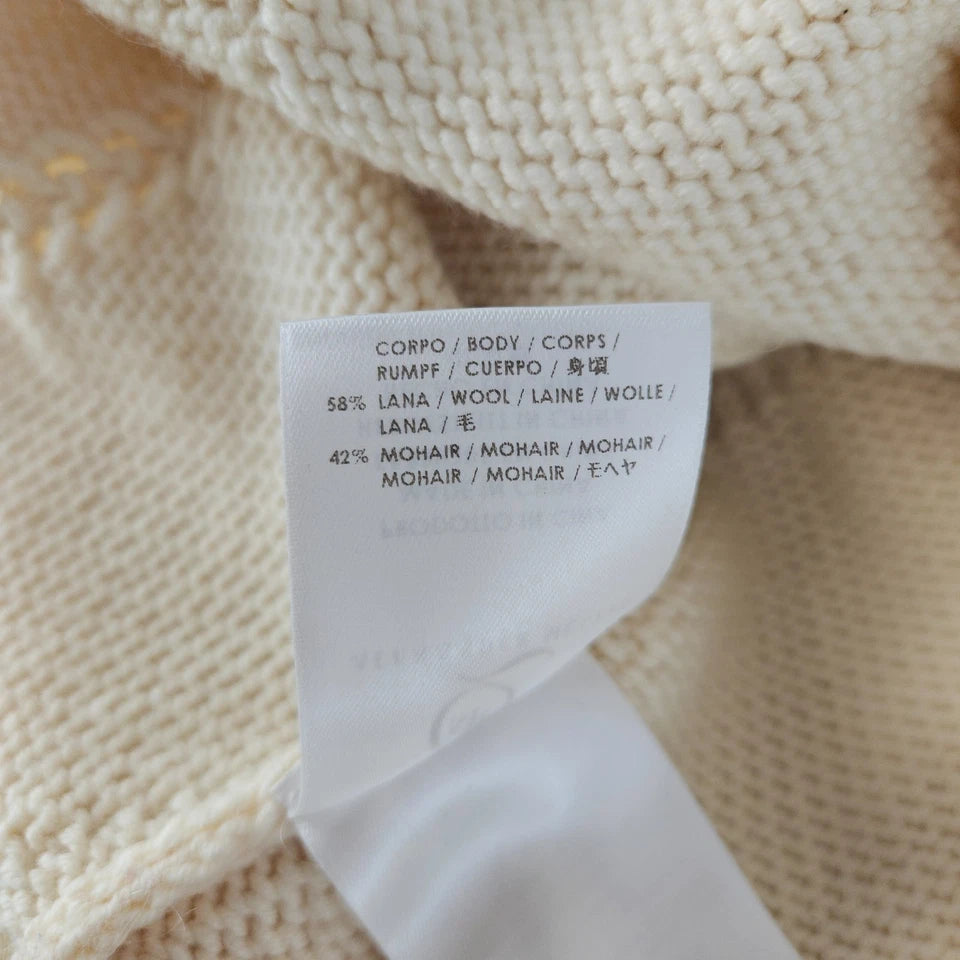 CORPO / BODY / CORPS /
RUMPF / CUERPO / 身頃
58% LANA / WOOL / LAINE / WOLLE /
LANA / 毛
42% MOHAIR / MOHAIR / MOHAIR /
MOHAIR / MOHAIR / モヘヤ